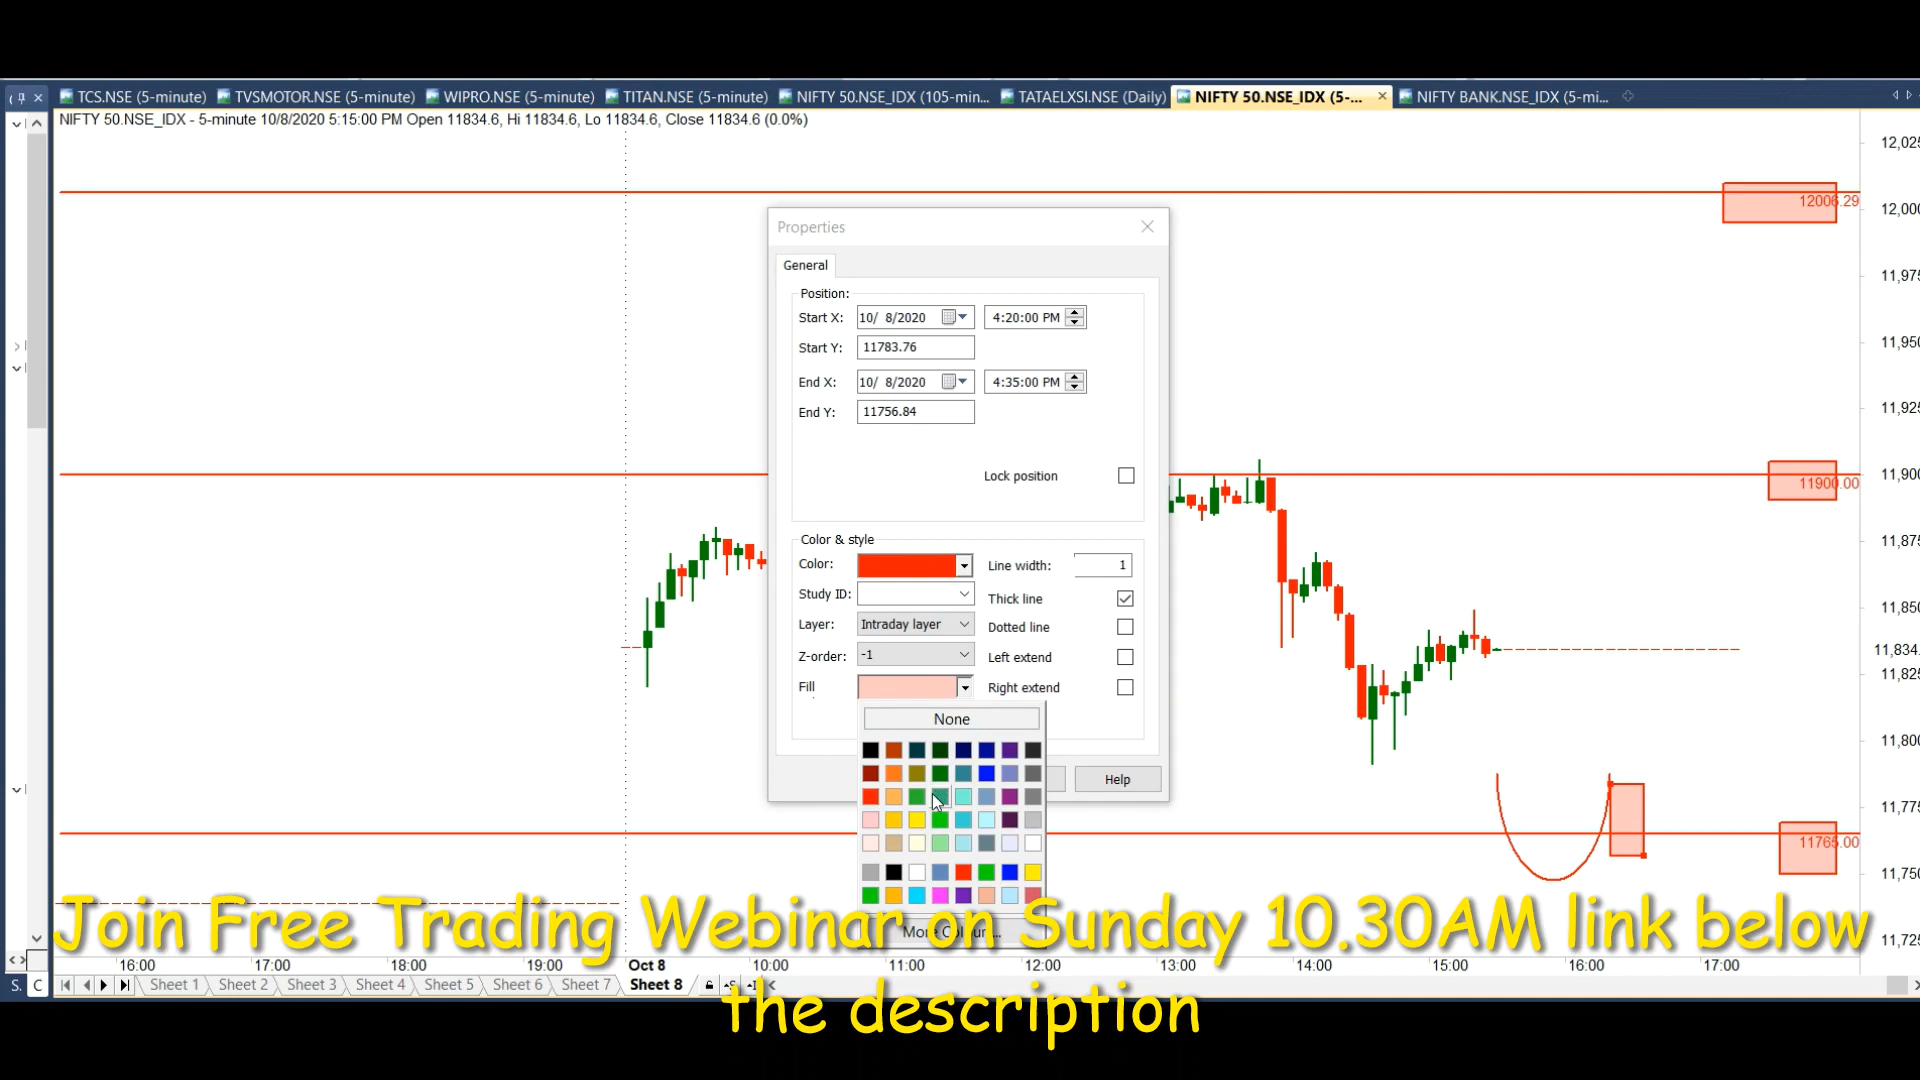 TCS.NSE (5-minute) TVSMOTOR.NSE (5-minute) WIPRO.NSE (5-minute) TITAN.NSE (5-minute) NIFTY 50.NSE_IDX (105-min... TATAELXSI.NSE (Daily) NIFTY 50.NSE_IDX (5-... NIFTY BANK.NSE_IDX (5-mi...
NIFTY 50.NSE_IDX - 5-minute 10/8/2020 5:15:00 PM Open 11834.6, Hi 11834.6, Lo 11834.6, Close 11834.6 (0.0%)
12,025
12006.29
12,000
Properties
General
11,975
Position:
Start X: 10/ 8/2020 4:20:00 PM
Start Y: 11783.76
11,950
End X: 10/ 8/2020 4:35:00 PM
End Y: 11756.84
11,925
Lock position
11,900
11900.00
Color & style
11,875
Color: Line width: 1
Study ID: Thick line
11,850
Layer: Intraday layer Dotted line
Z-order: -1 Left extend
11,834.
11,825
Fill Right extend
None
11,800
Help
11,775
11765.00
11,750
Join Free Trading Webinar on Sunday 10.30AM link below
More Colour...
11,725
16:00 17:00 18:00 19:00 Oct 8 10:00 11:00 12:00 13:00 14:00 15:00 16:00 17:00
S. C Sheet 1 Sheet 2 Sheet 3 Sheet 4 Sheet 5 Sheet 6 Sheet 7 Sheet 8
the description